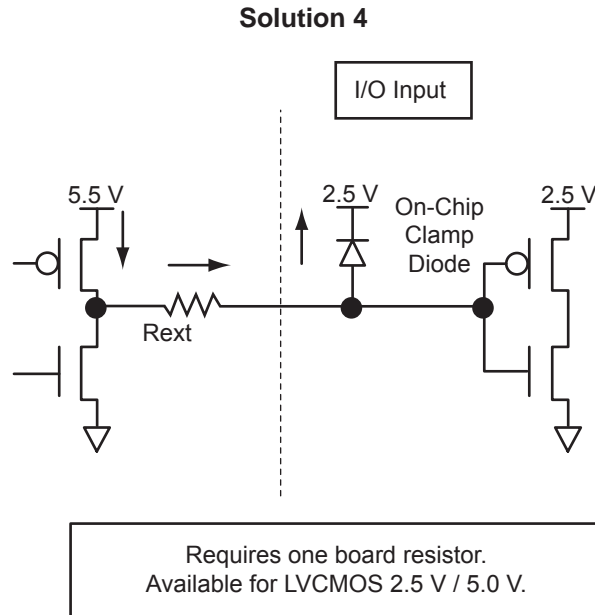 Solution 4
I/O Input
5.5 V
2.5 V
On-Chip
Clamp
Diode
2.5 V
Rext
Requires one board resistor.
Available for LVCMOS 2.5 V / 5.0 V.